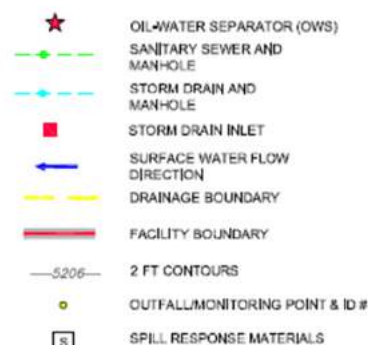 OIL-WATER SEPARATOR (OWS)
SANITARY SEWER AND
MANHOLE
STORM DRAIN AND
MANHOLE
STORM DRAIN INLET
SURFACE WATER FLOW
DIRECTION
DRAINAGE BOUNDARY
FACILITY BOUNDARY
5206 2 FT CONTOURS
OUTFALL/MONITORING POINT & ID #
S SPILL RESPONSE MATERIALS